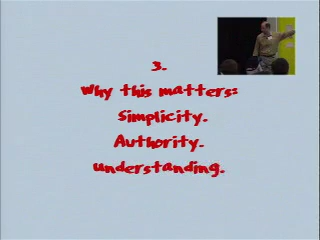 3.
Why this matters:
Simplicity.
Authority.
understanding.